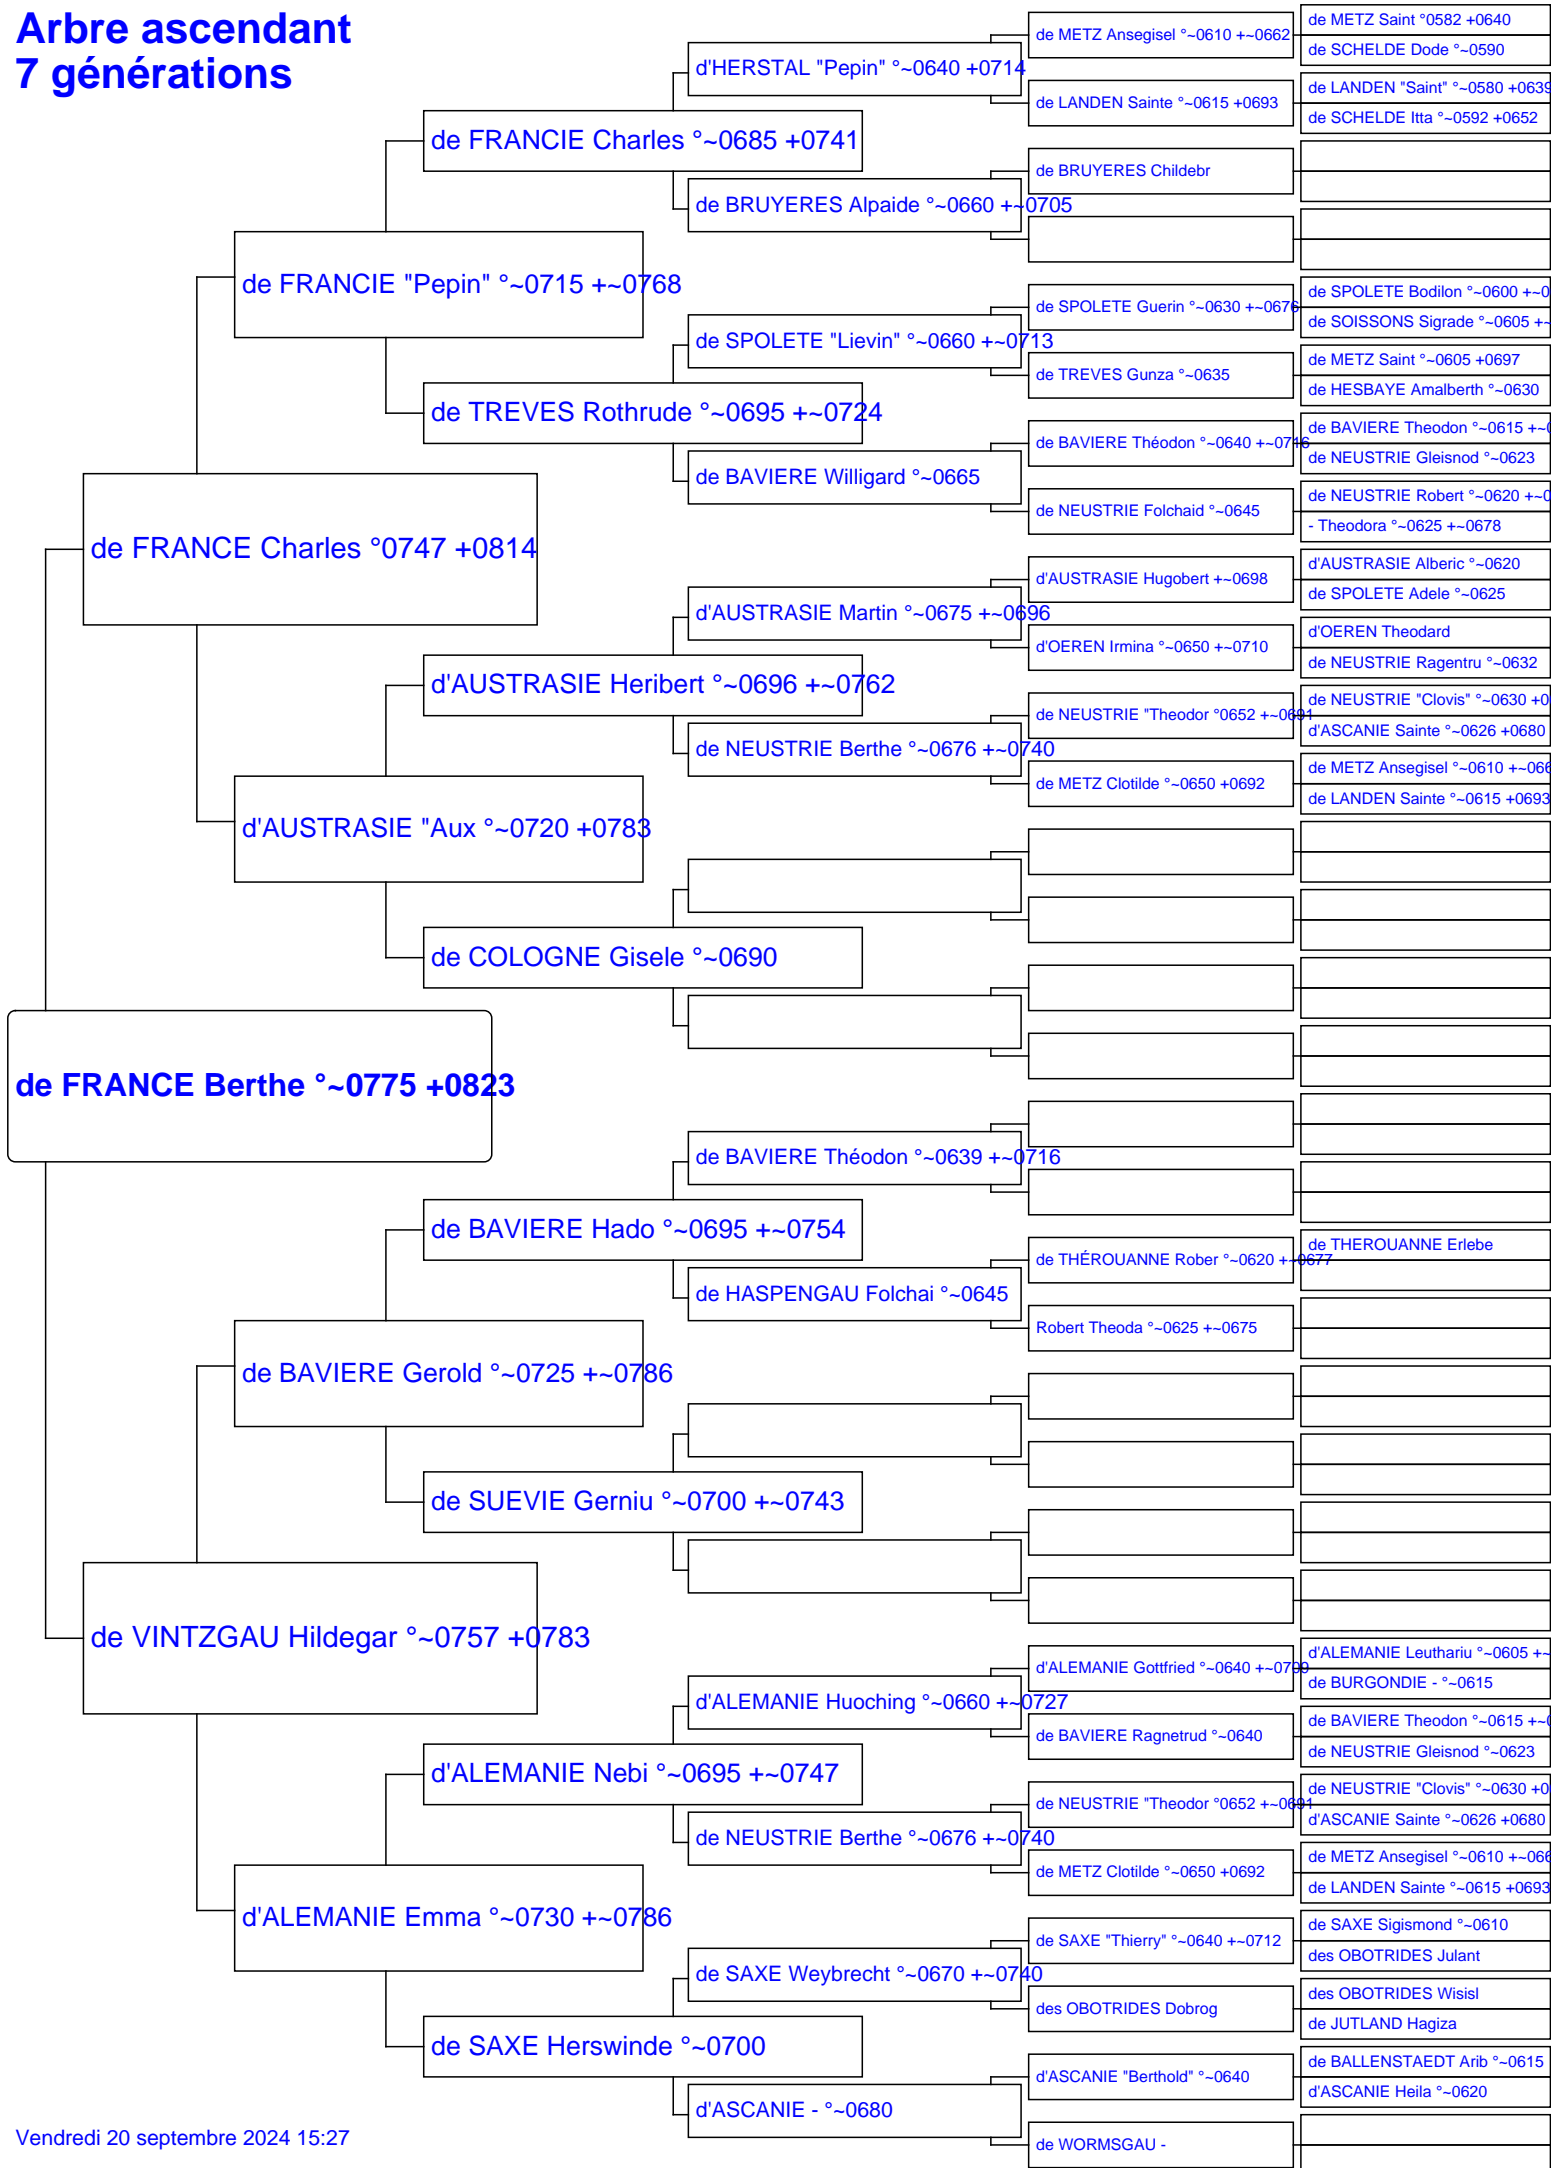 Arbre ascendant
7 générations
de METZ Ansegisel °~0610 +~0662
de METZ Saint °0582 +0640
de SCHELDE Dode °~0590
d'HERSTAL "Pepin" °~0640 +0714
de LANDEN Sainte °~0615 +0693
de LANDEN "Saint" °~0580 +0639
de SCHELDE Itta °~0592 +0652
de FRANCIE Charles °~0685 +0741
de BRUYERES Childebr
de BRUYERES Alpaide °~0660 +~0705
de FRANCIE "Pepin" °~0715 +~0768
de SPOLETE Guerin °~0630 +~0676
de SPOLETE Bodilon °~0600 +~0
de SOISSONS Sigrade °~0605 +~
de SPOLETE "Lievin" °~0660 +~0713
de TREVES Gunza °~0635
de METZ Saint °~0605 +0697
de HESBAYE Amalberth °~0630
de TREVES Rothrude °~0695 +~0724
de BAVIERE Théodon °~0640 +~0716
de BAVIERE Theodon °~0615 +~0
de NEUSTRIE Gleisnod °~0623
de BAVIERE Willigard °~0665
de NEUSTRIE Folchaid °~0645
de NEUSTRIE Robert °~0620 +~0
- Theodora °~0625 +~0678
de FRANCE Charles °0747 +0814
d'AUSTRASIE Hugobert +~0698
d'AUSTRASIE Alberic °~0620
de SPOLETE Adele °~0625
d'AUSTRASIE Martin °~0675 +~0696
d'OEREN Irmina °~0650 +~0710
d'OEREN Theodard
de NEUSTRIE Ragentru °~0632
d'AUSTRASIE Heribert °~0696 +~0762
de NEUSTRIE "Theodor °0652 +~0691
de NEUSTRIE "Clovis" °~0630 +0
d'ASCANIE Sainte °~0626 +0680
de NEUSTRIE Berthe °~0676 +~0740
de METZ Clotilde °~0650 +0692
de METZ Ansegisel °~0610 +~066
de LANDEN Sainte °~0615 +0693
d'AUSTRASIE "Aux °~0720 +0783
de COLOGNE Gisele °~0690
de FRANCE Berthe °~0775 +0823
de BAVIERE Théodon °~0639 +~0716
de BAVIERE Hado °~0695 +~0754
de THÉROUANNE Rober °~0620 +~0677
de THEROUANNE Erlebe
de HASPENGAU Folchai °~0645
Robert Theoda °~0625 +~0675
de BAVIERE Gerold °~0725 +~0786
de SUEVIE Gerniu °~0700 +~0743
de VINTZGAU Hildegar °~0757 +0783
d'ALEMANIE Gottfried °~0640 +~0709
d'ALEMANIE Leuthariu °~0605 +~
de BURGONDIE - °~0615
d'ALEMANIE Huoching °~0660 +~0727
de BAVIERE Ragnetrud °~0640
de BAVIERE Theodon °~0615 +~0
de NEUSTRIE Gleisnod °~0623
d'ALEMANIE Nebi °~0695 +~0747
de NEUSTRIE "Theodor °0652 +~0691
de NEUSTRIE "Clovis" °~0630 +0
d'ASCANIE Sainte °~0626 +0680
de NEUSTRIE Berthe °~0676 +~0740
de METZ Clotilde °~0650 +0692
de METZ Ansegisel °~0610 +~066
de LANDEN Sainte °~0615 +0693
d'ALEMANIE Emma °~0730 +~0786
de SAXE "Thierry" °~0640 +~0712
de SAXE Sigismond °~0610
des OBOTRIDES Julant
de SAXE Weybrecht °~0670 +~0740
des OBOTRIDES Dobrog
des OBOTRIDES Wisisl
de JUTLAND Hagiza
de SAXE Herswinde °~0700
d'ASCANIE "Berthold" °~0640
de BALLENSTAEDT Arib °~0615
d'ASCANIE Heila °~0620
d'ASCANIE - °~0680
de WORMSGAU -
Vendredi 20 septembre 2024 15:27